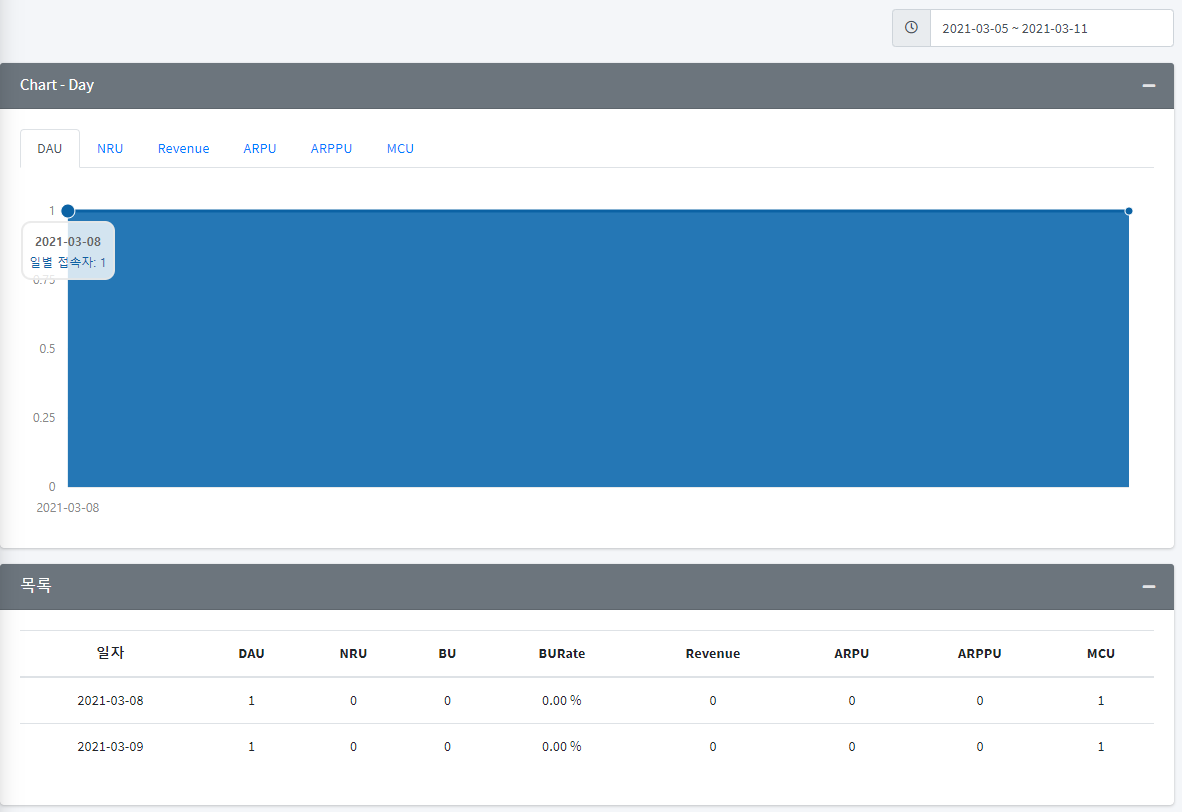 2021-03-05 ~ 2021-03-11
Chart - Day
DAU NRU Revenue ARPU ARPPU MCU
1
2021-03-08
일별 접속자: 1
0.75
0.5
0.25
0
2021-03-08
목록
일자 DAU NRU BU BURate Revenue ARPU ARPPU MCU
2021-03-08 1 0 0 0.00 % 0 0 0 1
2021-03-09 1 0 0 0.00 % 0 0 0 1